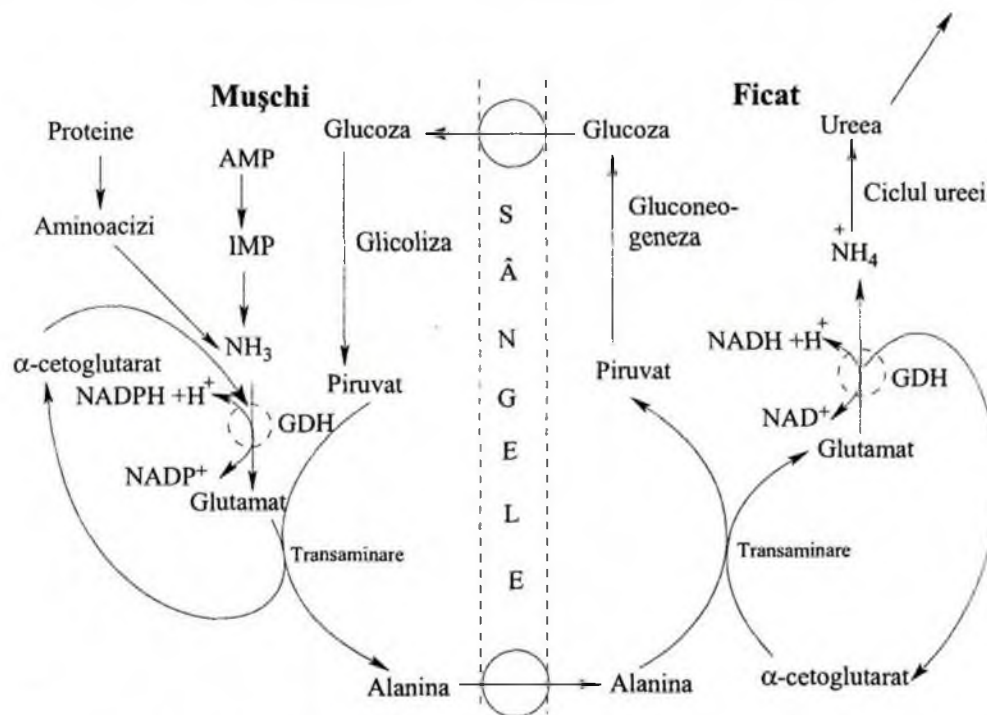 Mușchi
Ficat
Proteine
Aminoacizi
AMP
IMP
NH3
α-cetoglutarat
NADPH +H+
GDH
NADP+
Glutamat
Glucoza
Glicoliza
Piruvat
Transaminare
Alanina
S
Â
N
G
E
L
E
Glucoza
Gluconeo-
geneza
Piruvat
Transaminare
Alanina
Ureea
Ciclul ureei
+
NH4
NADH +H+
GDH
NAD+
Glutamat
α-cetoglutarat